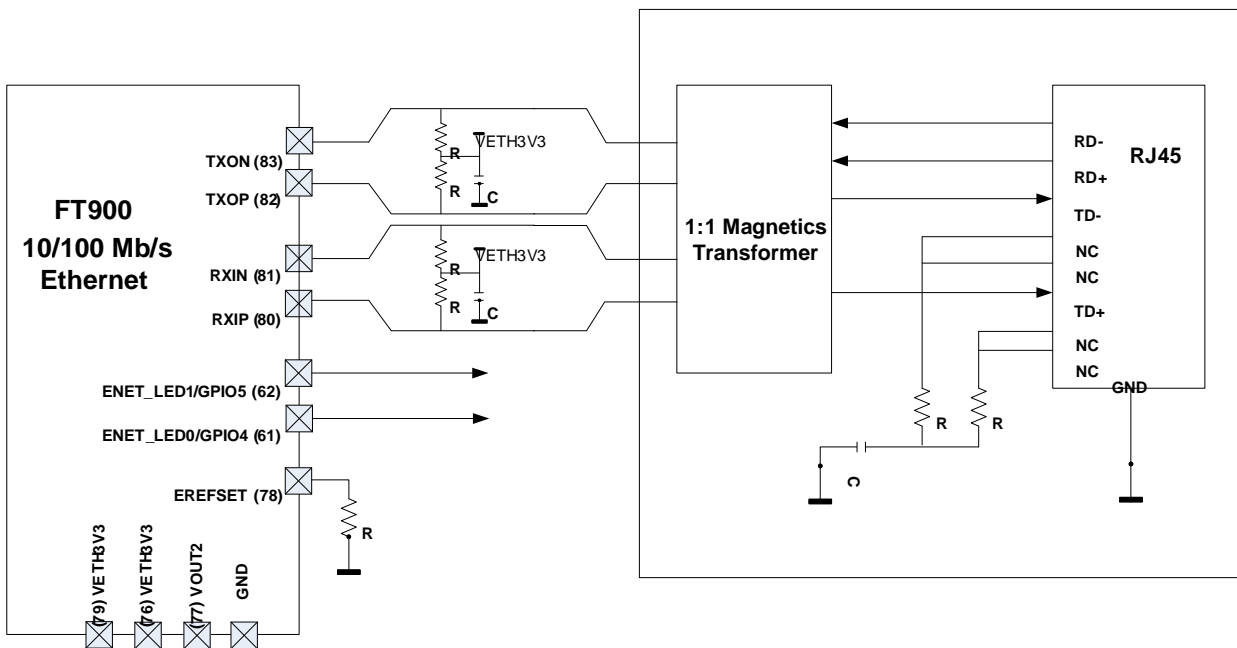 FT900
10/100 Mb/s
Ethernet
TXON (83)
TXOP (82)
RXIN (81)
RXIP (80)
ENET_LED1/GPIO5 (62)
ENET_LED0/GPIO4 (61)
EREFSET (78)
(79) VETH3V3
(76) VETH3V3
(77) VOUT2
GND
R
VETH3V3
R
C
R
VETH3V3
R
C
R
1:1 Magnetics
Transformer
RJ45
RD-
RD+
TD-
NC
NC
TD+
NC
NC
GND
R
R
C